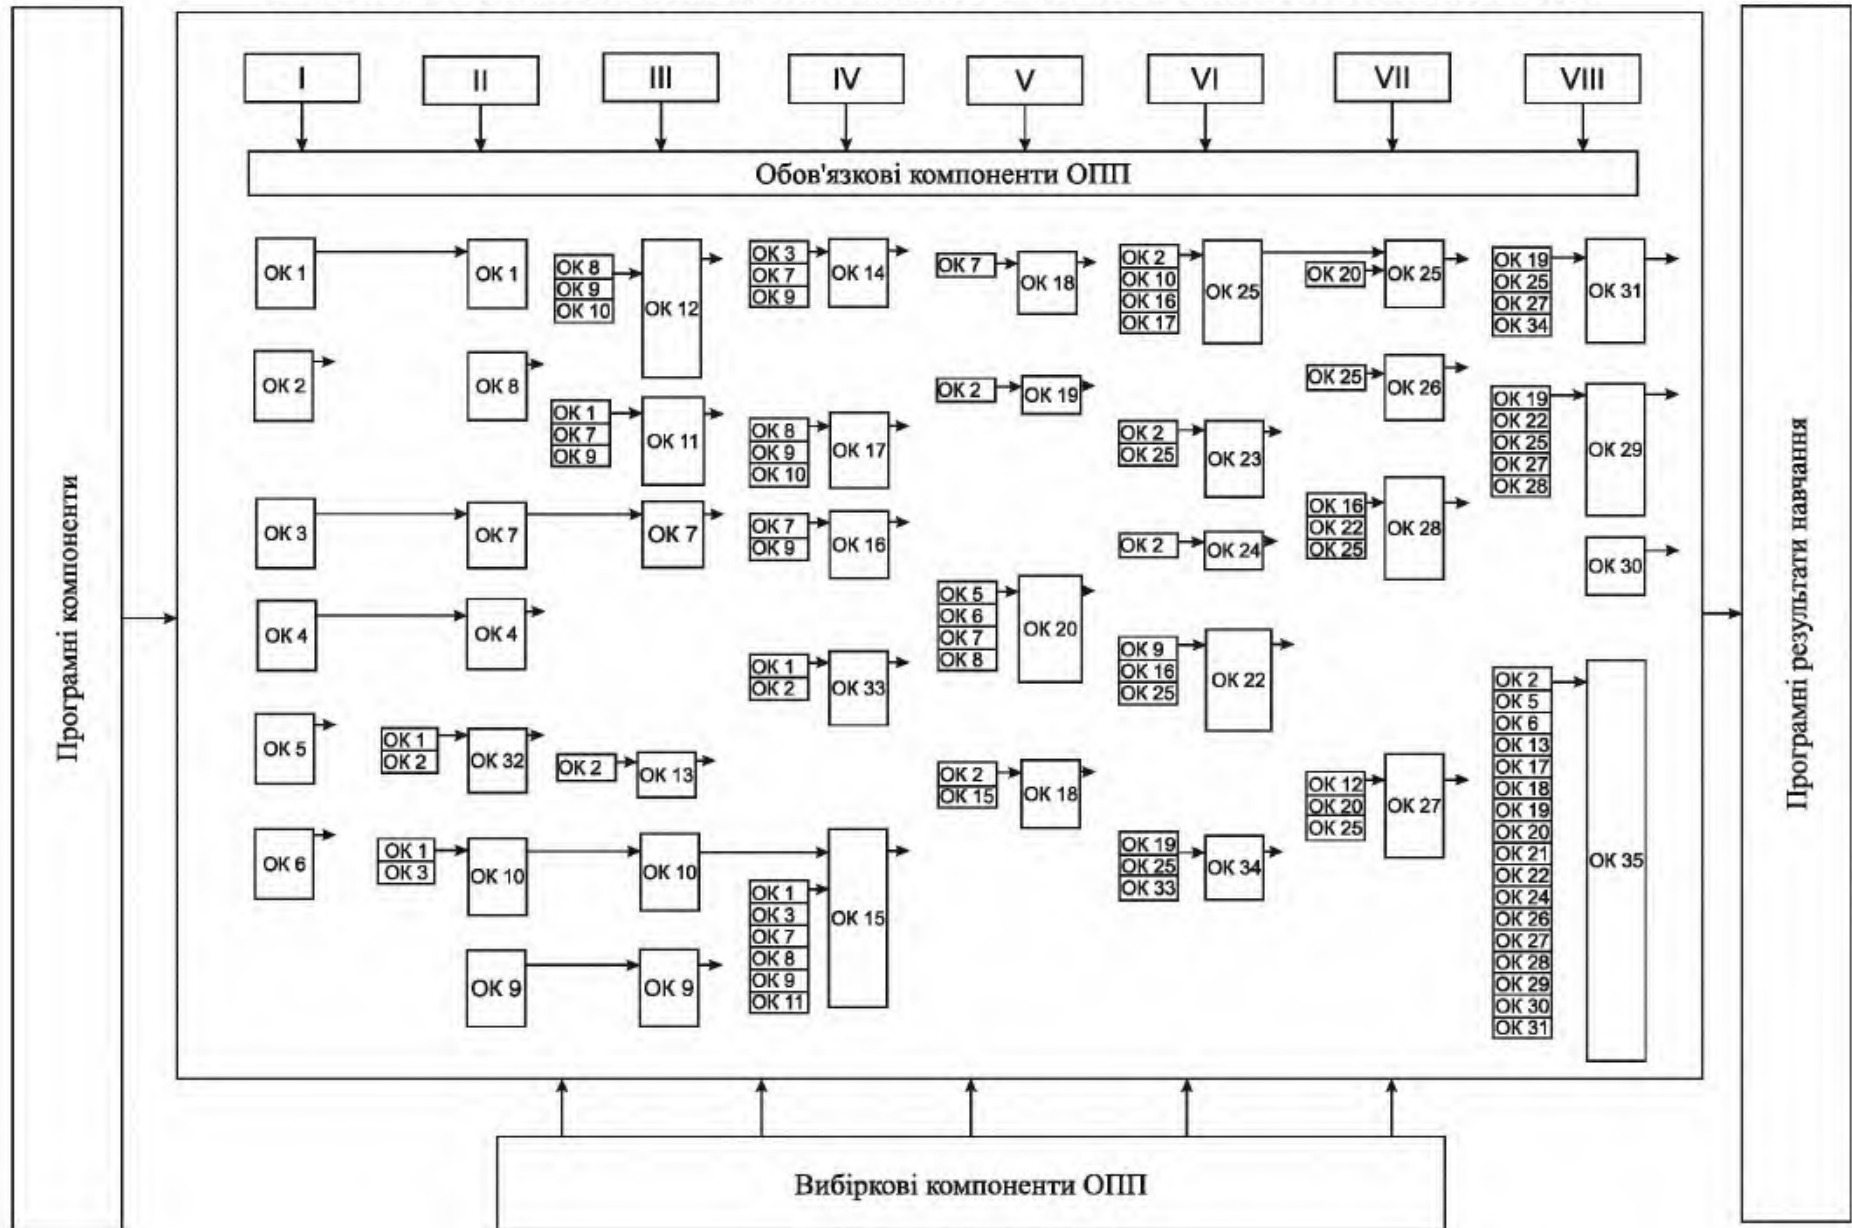 Програмні компоненти
I
II
III
IV
V
VI
VII
VIII
Обов'язкові компоненти ОПП
ОК 1
ОК 2
ОК 3
ОК 4
ОК 5
ОК 6
ОК 1
ОК 8
ОК 7
ОК 4
ОК 1
ОК 2
ОК 32
ОК 1
ОК 3
ОК 10
ОК 9
ОК 8
ОК 9
ОК 10
ОК 12
ОК 1
ОК 7
ОК 9
ОК 11
ОК 7
ОК 2
ОК 13
ОК 10
ОК 9
ОК 3
ОК 7
ОК 9
ОК 14
ОК 8
ОК 9
ОК 10
ОК 17
ОК 7
ОК 9
ОК 16
ОК 1
ОК 2
ОК 33
ОК 1
ОК 3
ОК 7
ОК 8
ОК 9
ОК 11
ОК 15
ОК 7
ОК 18
ОК 2
ОК 19
ОК 5
ОК 6
ОК 7
ОК 8
ОК 20
ОК 2
ОК 15
ОК 18
ОК 2
ОК 10
ОК 16
ОК 17
ОК 25
ОК 2
ОК 25
ОК 23
ОК 2
ОК 24
ОК 9
ОК 16
ОК 25
ОК 22
ОК 19
ОК 25
ОК 33
ОК 34
ОК 20
ОК 25
ОК 25
ОК 26
ОК 16
ОК 22
ОК 25
ОК 28
ОК 12
ОК 20
ОК 25
ОК 27
ОК 19
ОК 25
ОК 27
ОК 34
ОК 31
ОК 19
ОК 22
ОК 25
ОК 27
ОК 28
ОК 29
ОК 30
ОК 2
ОК 5
ОК 6
ОК 13
ОК 17
ОК 18
ОК 19
ОК 20
ОК 21
ОК 22
ОК 24
ОК 26
ОК 27
ОК 28
ОК 29
ОК 30
ОК 31
ОК 35
Вибіркові компоненти ОПП
Програмні результати навчання